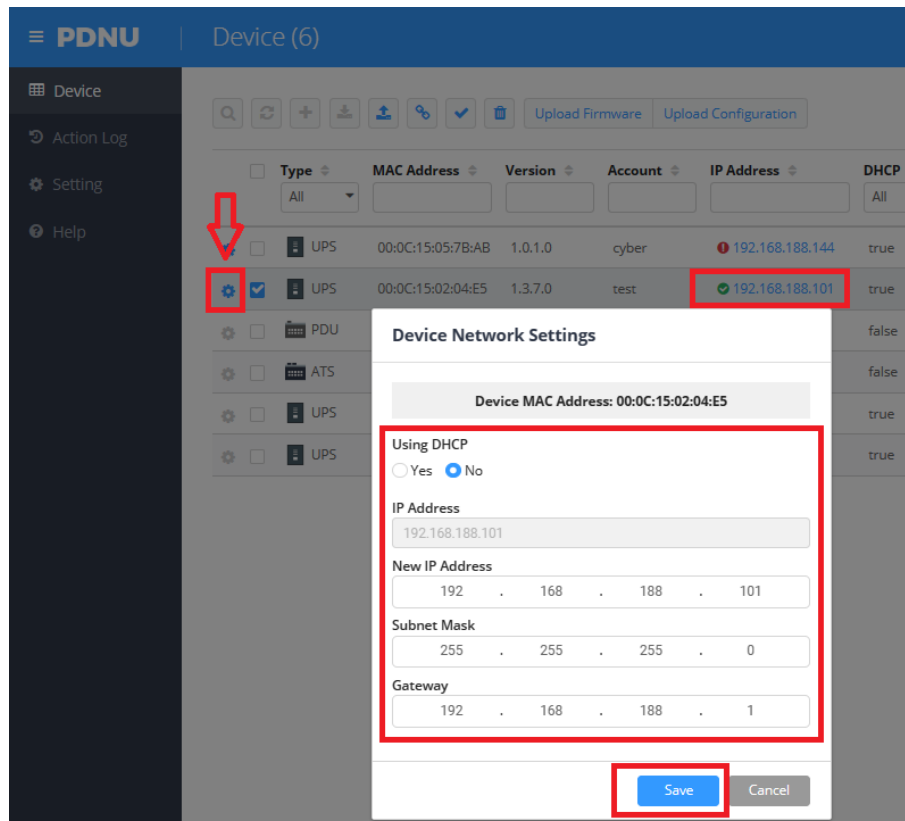 ≡ PDNU Device (6)
Device
Action Log
Setting
Help
Upload Firmware Upload Configuration
Type MAC Address Version Account IP Address DHCP
All All
UPS 00:0C:15:05:7B:AB 1.0.1.0 cyber 192.168.188.144 true
UPS 00:0C:15:02:04:E5 1.3.7.0 test 192.168.188.101 true
PDU false
ATS false
UPS true
UPS true
Device Network Settings
Device MAC Address: 00:0C:15:02:04:E5
Using DHCP
Yes No
IP Address
192.168.188.101
New IP Address
192 . 168 . 188 . 101
Subnet Mask
255 . 255 . 255 . 0
Gateway
192 . 168 . 188 . 1
Save Cancel